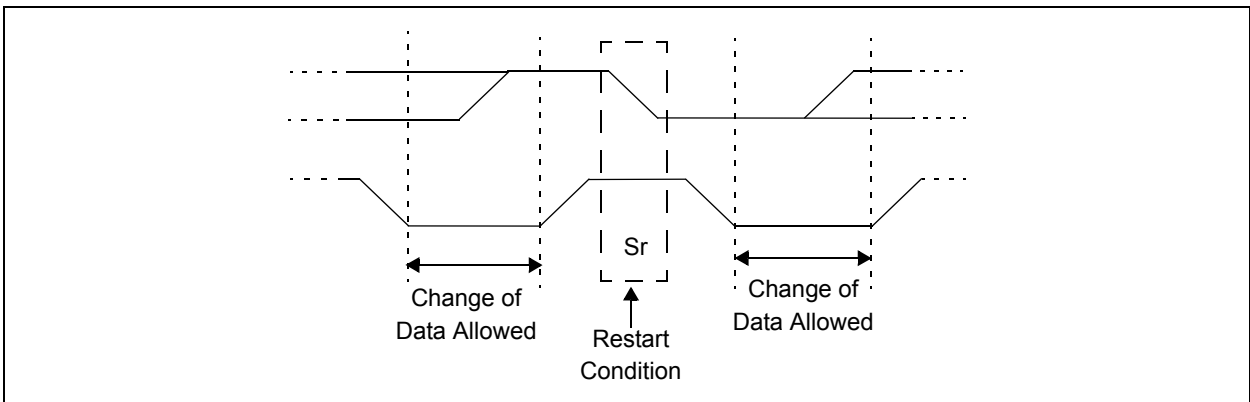 Sr
Change of
Data Allowed
Restart
Condition
Change of
Data Allowed